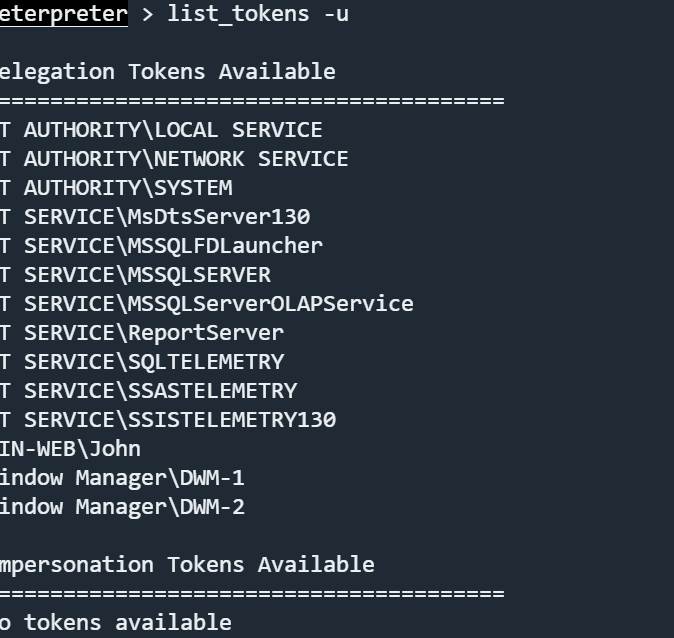 eterpreter > list_tokens -u
elegation Tokens Available
========================================
T AUTHORITY\LOCAL SERVICE
T AUTHORITY\NETWORK SERVICE
T AUTHORITY\SYSTEM
T SERVICE\MsDtsServer130
T SERVICE\MSSQLFDLauncher
T SERVICE\MSSQLSERVER
T SERVICE\MSSQLServerOLAPService
T SERVICE\ReportServer
T SERVICE\SQLTELEMETRY
T SERVICE\SSASTELEMETRY
T SERVICE\SSISTELEMETRY130
IN-WEB\John
indow Manager\DWM-1
indow Manager\DWM-2
mpersonation Tokens Available
========================================
o tokens available